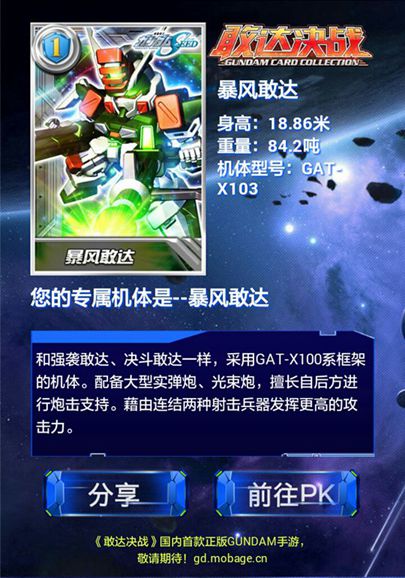 1
ガンダム SEED
敢达决战
GUNDAM CARD COLLECTION
暴风敢达
身高：18.86米
重量：84.2吨
机体型号：GAT-
X103
暴风敢达
您的专属机体是--暴风敢达
和强袭敢达、决斗敢达一样，采用GAT-X100系框架
的机体。配备大型实弹炮、光束炮，擅长自后方进
行炮击支持。藉由连结两种射击兵器发挥更高的攻
击力。
分享
前往PK
《敢达决战》国内首款正版GUNDAM手游，
敬请期待！gd.mobage.cn